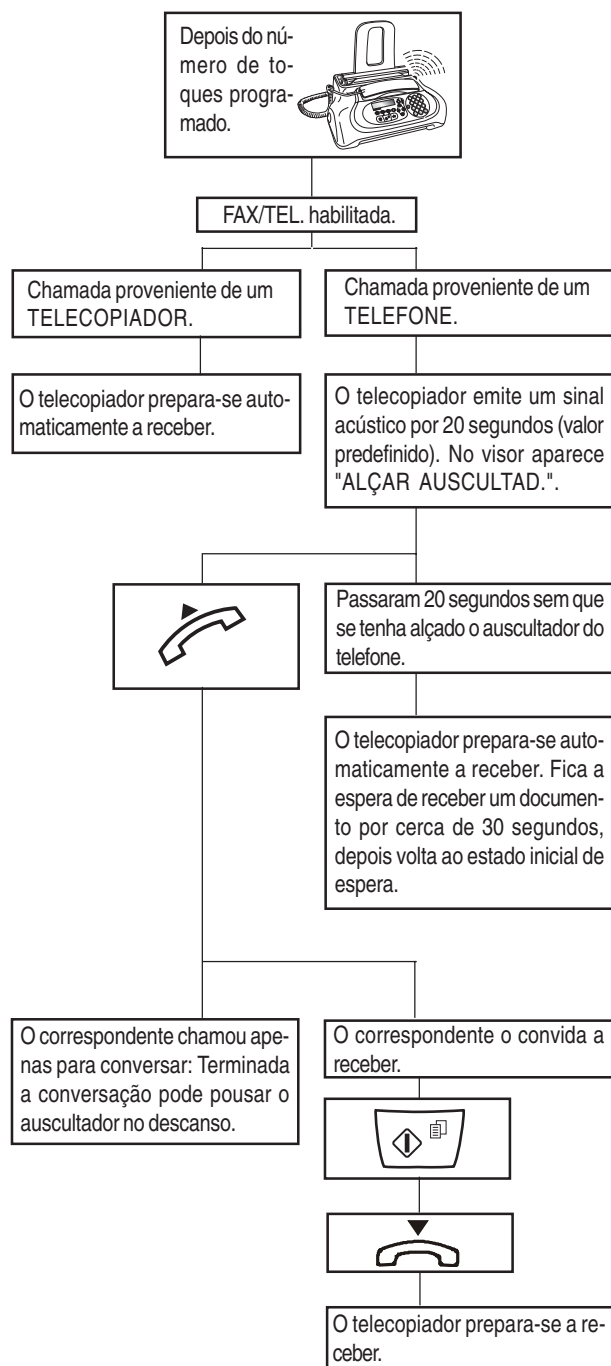 Depois do nú-
mero de to-
ques progra-
mado.
FAX/TEL. habilitada.
Chamada proveniente de um
TELECOPIADOR.
Chamada proveniente de um
TELEFONE.
O telecopiador prepara-se auto-
maticamente a receber.
O telecopiador emite um sinal
acústico por 20 segundos (valor
predefinido). No visor aparece
"ALÇAR AUSCULTAD.".
Passaram 20 segundos sem que
se tenha alçado o auscultador do
telefone.
O telecopiador prepara-se auto-
maticamente a receber. Fica a
espera de receber um documen-
to por cerca de 30 segundos,
depois volta ao estado inicial de
espera.
O correspondente chamou ape-
nas para conversar: Terminada
a conversação pode pousar o
auscultador no descanso.
O correspondente o convida a
receber.
O telecopiador prepara-se a re-
ceber.